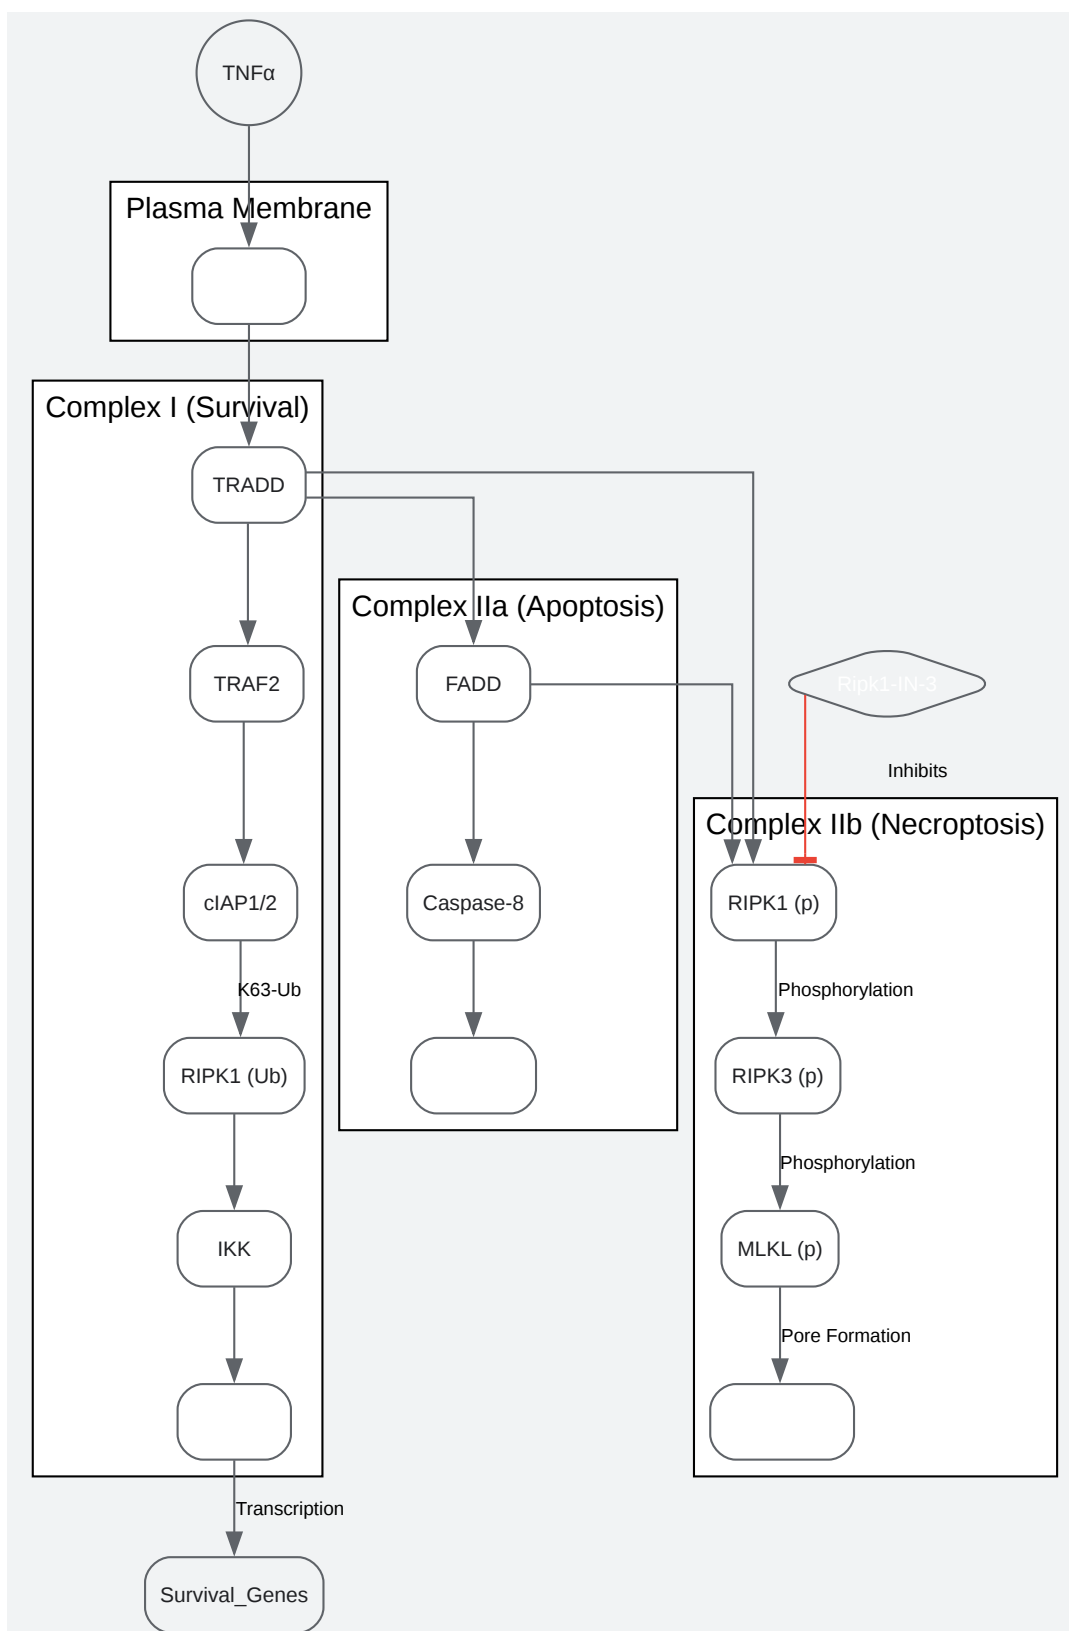 TNFα
Plasma Membrane
Complex I (Survival)
TRADD
Complex IIa (Apoptosis)
TRAF2
FADD
Ripk1-IN-3
Inhibits
Complex IIb (Necroptosis)
cIAP1/2
Caspase-8
RIPK1 (p)
K63-Ub
Phosphorylation
RIPK1 (Ub)
RIPK3 (p)
Phosphorylation
IKK
MLKL (p)
Pore Formation
Transcription
Survival_Genes